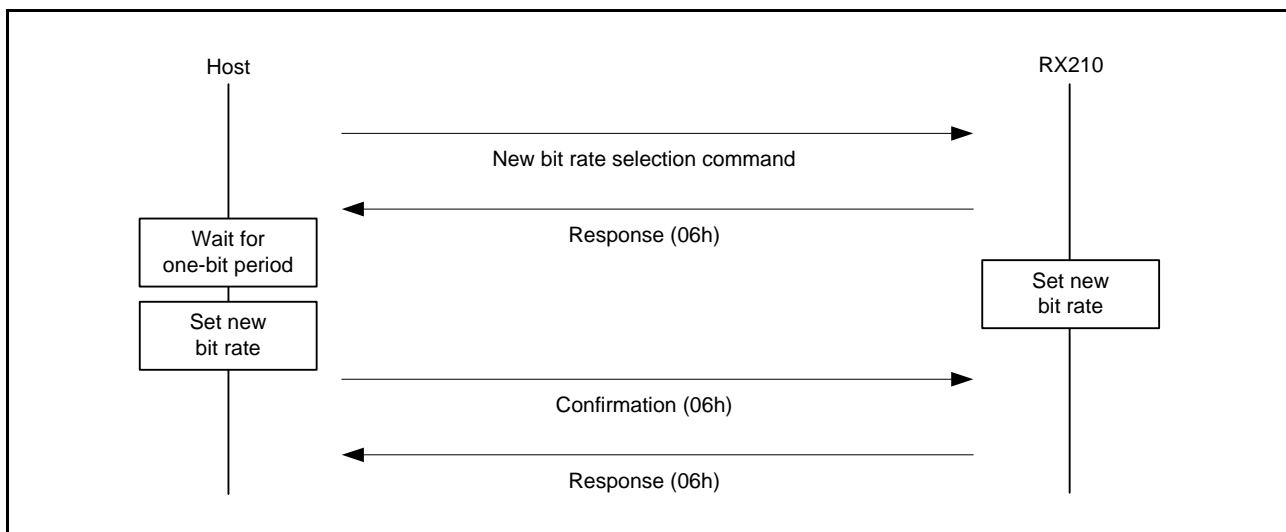 Host
RX210
New bit rate selection command
Response (06h)
Wait for
one-bit period
Set new
bit rate
Set new
bit rate
Confirmation (06h)
Response (06h)